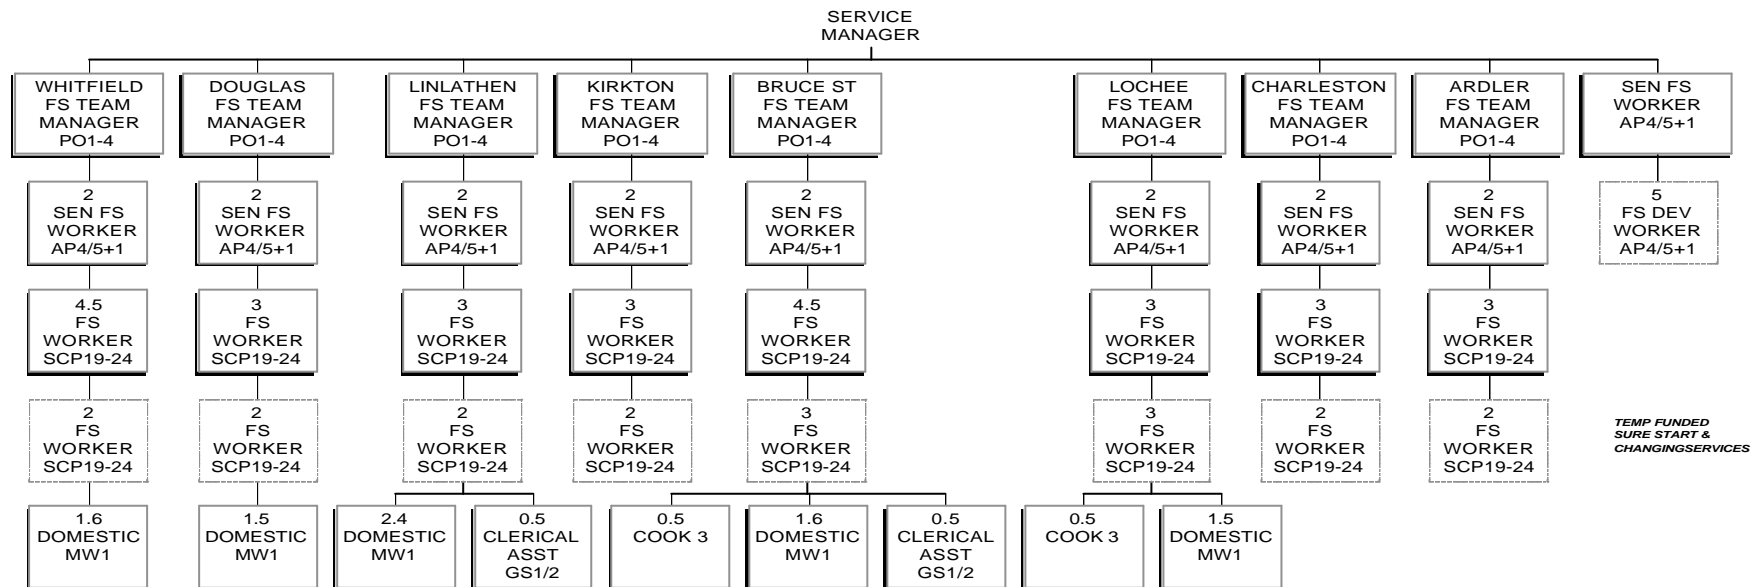 SERVICE
MANAGER
WHITFIELD
FS TEAM
MANAGER
PO1-4
DOUGLAS
FS TEAM
MANAGER
PO1-4
LINLATHEN
FS TEAM
MANAGER
PO1-4
KIRKTON
FS TEAM
MANAGER
PO1-4
BRUCE ST
FS TEAM
MANAGER
PO1-4
LOCHEE
FS TEAM
MANAGER
PO1-4
CHARLESTON
FS TEAM
MANAGER
PO1-4
ARDLER
FS TEAM
MANAGER
PO1-4
SEN FS
WORKER
AP4/5+1
2
SEN FS
WORKER
AP4/5+1
2
SEN FS
WORKER
AP4/5+1
2
SEN FS
WORKER
AP4/5+1
2
SEN FS
WORKER
AP4/5+1
2
SEN FS
WORKER
AP4/5+1
2
SEN FS
WORKER
AP4/5+1
2
SEN FS
WORKER
AP4/5+1
2
SEN FS
WORKER
AP4/5+1
5
FS DEV
WORKER
AP4/5+1
4.5
FS
WORKER
SCP19-24
3
FS
WORKER
SCP19-24
3
FS
WORKER
SCP19-24
3
FS
WORKER
SCP19-24
4.5
FS
WORKER
SCP19-24
3
FS
WORKER
SCP19-24
3
FS
WORKER
SCP19-24
3
FS
WORKER
SCP19-24
2
FS
WORKER
SCP19-24
2
FS
WORKER
SCP19-24
2
FS
WORKER
SCP19-24
2
FS
WORKER
SCP19-24
3
FS
WORKER
SCP19-24
3
FS
WORKER
SCP19-24
2
FS
WORKER
SCP19-24
2
FS
WORKER
SCP19-24
TEMP FUNDED
SURE START &
CHANGINGSERVICES
1.6
DOMESTIC
MW1
1.5
DOMESTIC
MW1
2.4
DOMESTIC
MW1
0.5
CLERICAL
ASST
GS1/2
0.5
COOK 3
1.6
DOMESTIC
MW1
0.5
CLERICAL
ASST
GS1/2
0.5
COOK 3
1.5
DOMESTIC
MW1